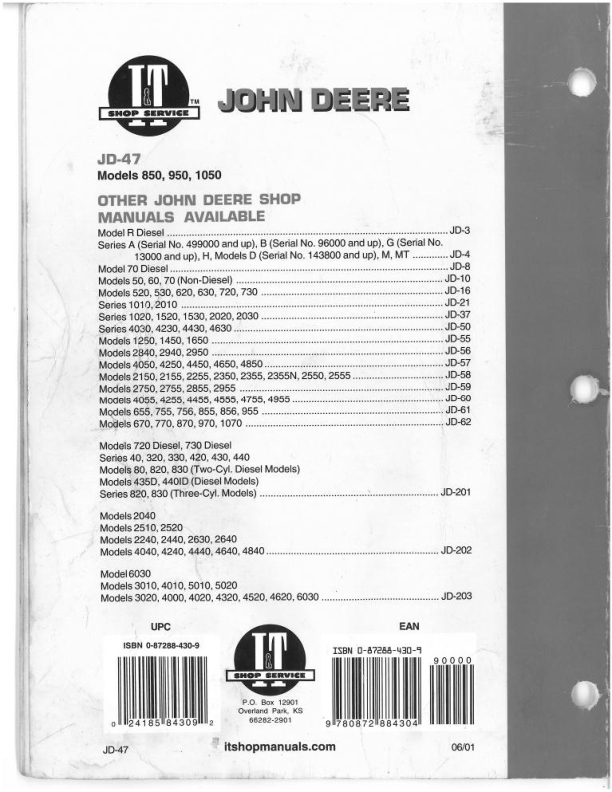 I&T
SHOP SERVICE
TM
JOHN DEERE
JD-47
Models 850, 950, 1050
OTHER JOHN DEERE SHOP
MANUALS AVAILABLE
Model R Diesel ........ JD-3
Series A (Serial No. 499000 and up), B (Serial No. 96000 and up), G (Serial No.
13000 and up), H, Models D (Serial No. 143800 and up), M, MT ........ JD-4
Model 70 Diesel ........ JD-8
Models 50, 60, 70 (Non-Diesel) ........ JD-10
Models 520, 530, 620, 630, 720, 730 ........ JD-16
Series 1010, 2010 ........ JD-21
Series 1020, 1520, 1530, 2020, 2030 ........ JD-37
Series 4030, 4230, 4430, 4630 ........ JD-50
Models 1250, 1450, 1650 ........ JD-55
Models 2840, 2940, 2950 ........ JD-56
Models 4050, 4250, 4450, 4650, 4850 ........ JD-57
Models 2150, 2155, 2255, 2350, 2355, 2355N, 2550, 2555 ........ JD-58
Models 2750, 2755, 2855, 2955 ........ JD-59
Models 4055, 4255, 4455, 4555, 4755, 4955 ........ JD-60
Models 655, 755, 756, 855, 856, 955 ........ JD-61
Models 670, 770, 870, 970, 1070 ........ JD-62
Models 720 Diesel, 730 Diesel
Series 40, 320, 330, 420, 430, 440
Models 80, 820, 830 (Two-Cyl. Diesel Models)
Models 435D, 440ID (Diesel Models)
Series 820, 830 (Three-Cyl. Models) ........ JD-201
Models 2040
Models 2510, 2520
Models 2240, 2440, 2630, 2640
Models 4040, 4240, 4440, 4640, 4840 ........ JD-202
Model 6030
Models 3010, 4010, 5010, 5020
Models 3020, 4000, 4020, 4320, 4520, 4620, 6030 ........ JD-203
UPC
ISBN 0-87288-430-9
0 24185 84309 2
I&T
SHOP SERVICE
P.O. Box 12901
Overland Park, KS
66282-2901
EAN
ISBN 0-87288-430-9
90000
9 780872 884304
JD-47
itshopmanuals.com
06/01